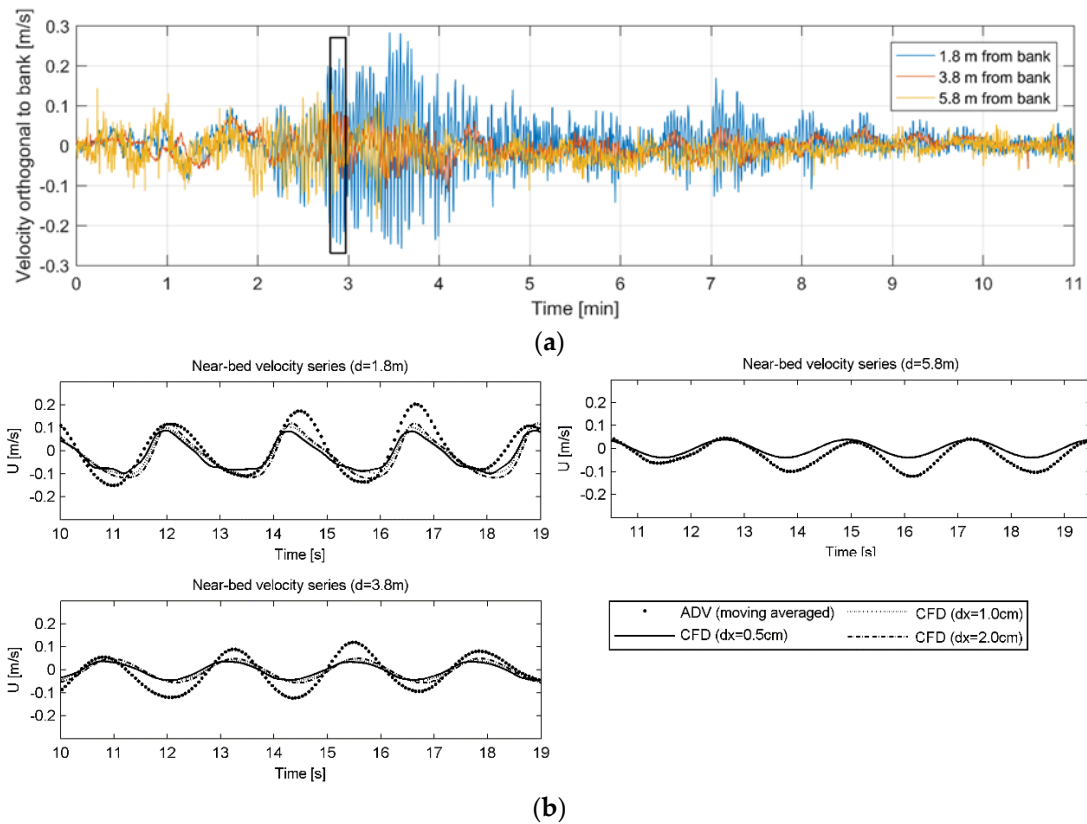 Velocity orthogonal to bank [m/s]
0.3
0.2
0.1
0
-0.1
-0.2
-0.3
1.8 m from bank
3.8 m from bank
5.8 m from bank
0 1 2 3 4 5 6 7 8 9 10 11
Time [min]
(a)
Near-bed velocity series (d=1.8m)
U [m/s]
0.2
0.1
0
-0.1
-0.2
10 11 12 13 14 15 16 17 18 19
Time [s]
Near-bed velocity series (d=5.8m)
U [m/s]
0.2
0.1
0
-0.1
-0.2
11 12 13 14 15 16 17 18 19
Time [s]
Near-bed velocity series (d=3.8m)
U [m/s]
0.2
0.1
0
-0.1
-0.2
10 11 12 13 14 15 16 17 18 19
Time [s]
ADV (moving averaged)
CFD (dx=0.5cm)
CFD (dx=1.0cm)
CFD (dx=2.0cm)
(b)